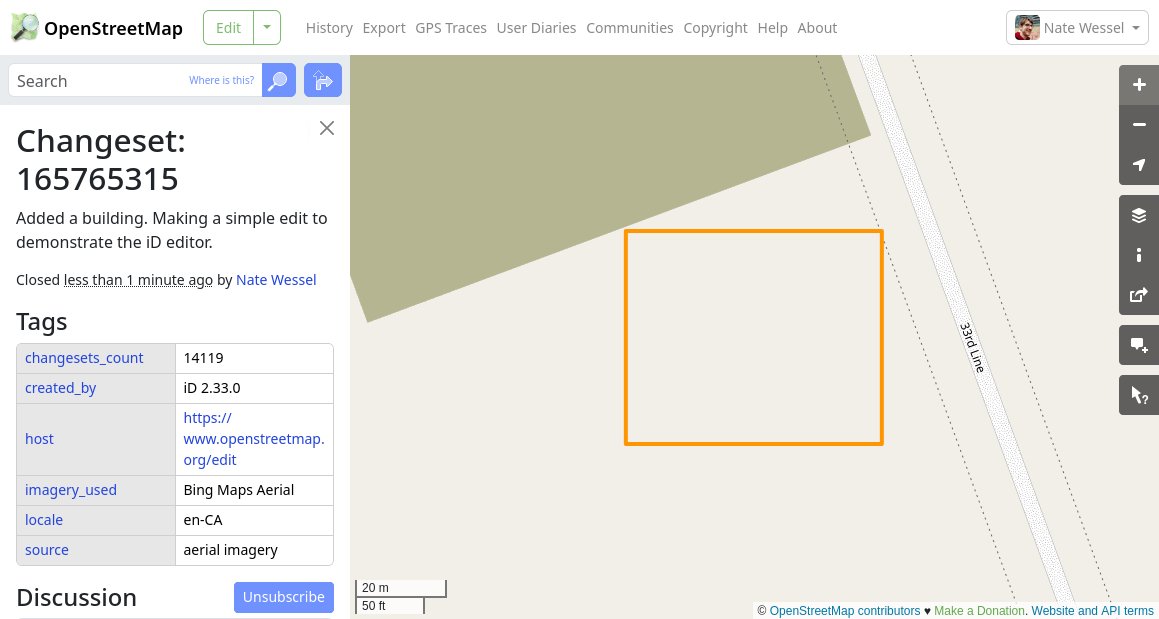 OpenStreetMap
Edit
History Export GPS Traces User Diaries Communities Copyright Help About
Nate Wessel
Search
Where is this?
Changeset:
165765315
Added a building. Making a simple edit to
demonstrate the iD editor.
Closed less than 1 minute ago by Nate Wessel
Tags
changesets_count 14119
created_by iD 2.33.0
host https://
www.openstreetmap.
org/edit
imagery_used Bing Maps Aerial
locale en-CA
source aerial imagery
Discussion
Unsubscribe
33rd Line
20 m
50 ft
© OpenStreetMap contributors ♥ Make a Donation. Website and API terms